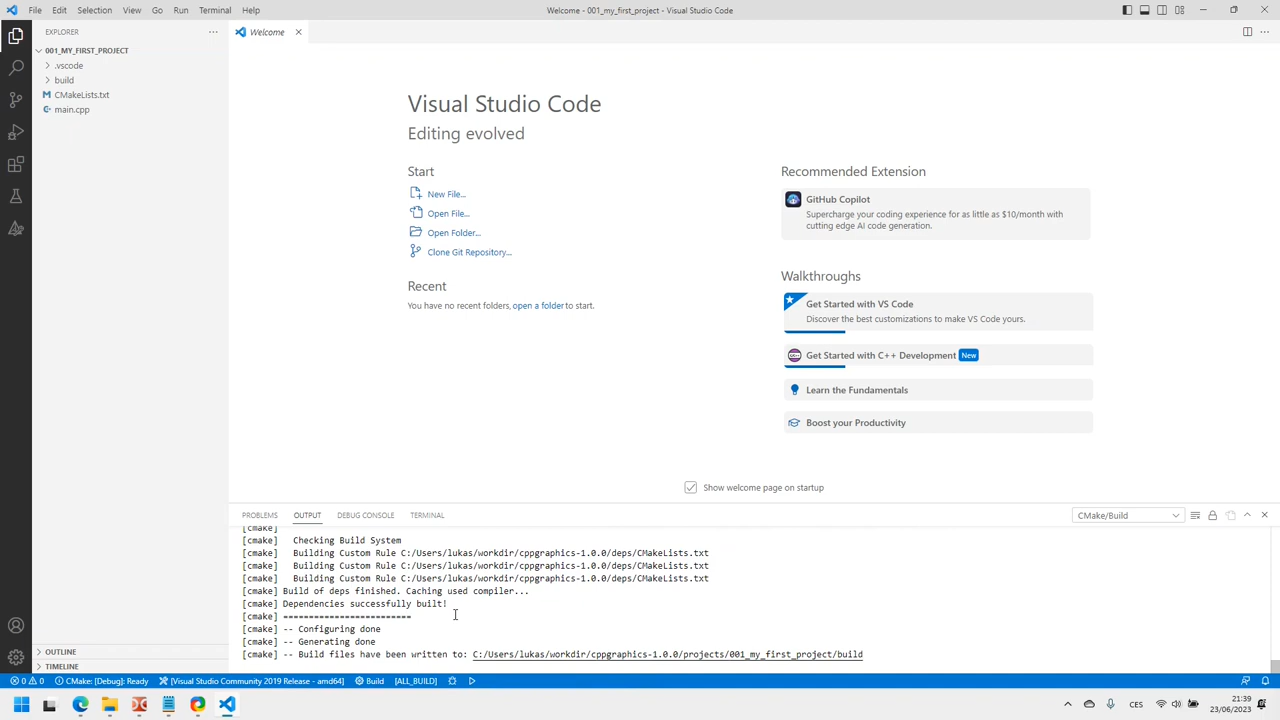 File Edit Selection View Go Run Terminal Help
Welcome - 001_my_first_project - Visual Studio Code
EXPLORER
Welcome
001_MY_FIRST_PROJECT
.vscode
build
CMakeLists.txt
main.cpp
OUTLINE
TIMELINE
Visual Studio Code
Editing evolved
Start
New File...
Open File...
Open Folder...
Clone Git Repository...
Recent
You have no recent folders, open a folder to start.
Recommended Extension
GitHub Copilot
Supercharge your coding experience for as little as $10/month with
cutting edge AI code generation.
Walkthroughs
Get Started with VS Code
Discover the best customizations to make VS Code yours.
Get Started with C++ Development New
Learn the Fundamentals
Boost your Productivity
Show welcome page on startup
PROBLEMS OUTPUT DEBUG CONSOLE TERMINAL
CMake/Build
[cmake]
[cmake] Checking Build System
[cmake] Building Custom Rule C:/Users/lukas/workdir/cppgraphics-1.0.0/deps/CMakeLists.txt
[cmake] Building Custom Rule C:/Users/lukas/workdir/cppgraphics-1.0.0/deps/CMakeLists.txt
[cmake] Building Custom Rule C:/Users/lukas/workdir/cppgraphics-1.0.0/deps/CMakeLists.txt
[cmake] Build of deps finished. Caching used compiler...
[cmake] Dependencies successfully built!
[cmake] ========================
[cmake] -- Configuring done
[cmake] -- Generating done
[cmake] -- Build files have been written to: C:/Users/lukas/workdir/cppgraphics-1.0.0/projects/001_my_first_project/build
0 0 CMake: [Debug]: Ready [Visual Studio Community 2019 Release - amd64] Build [ALL_BUILD]
CES
21:39
23/06/2023